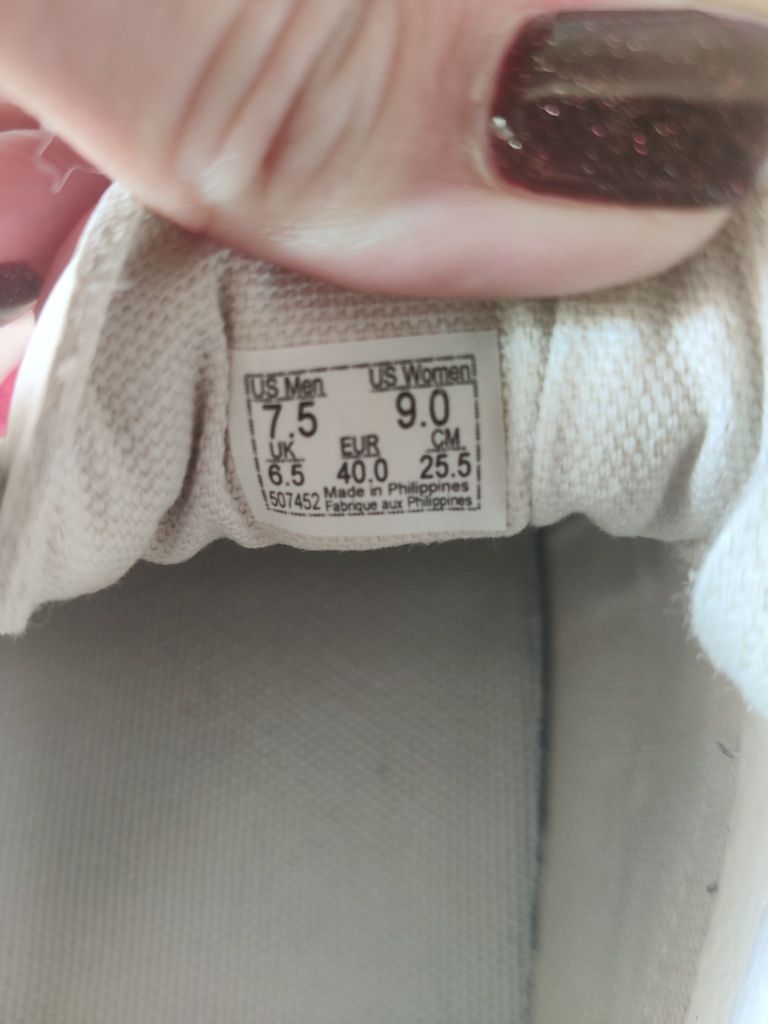 US Men US Women
7.5 9.0
UK EUR CM
6.5 40.0 25.5
507452 Made in Philippines
Fabrique aux Philippines